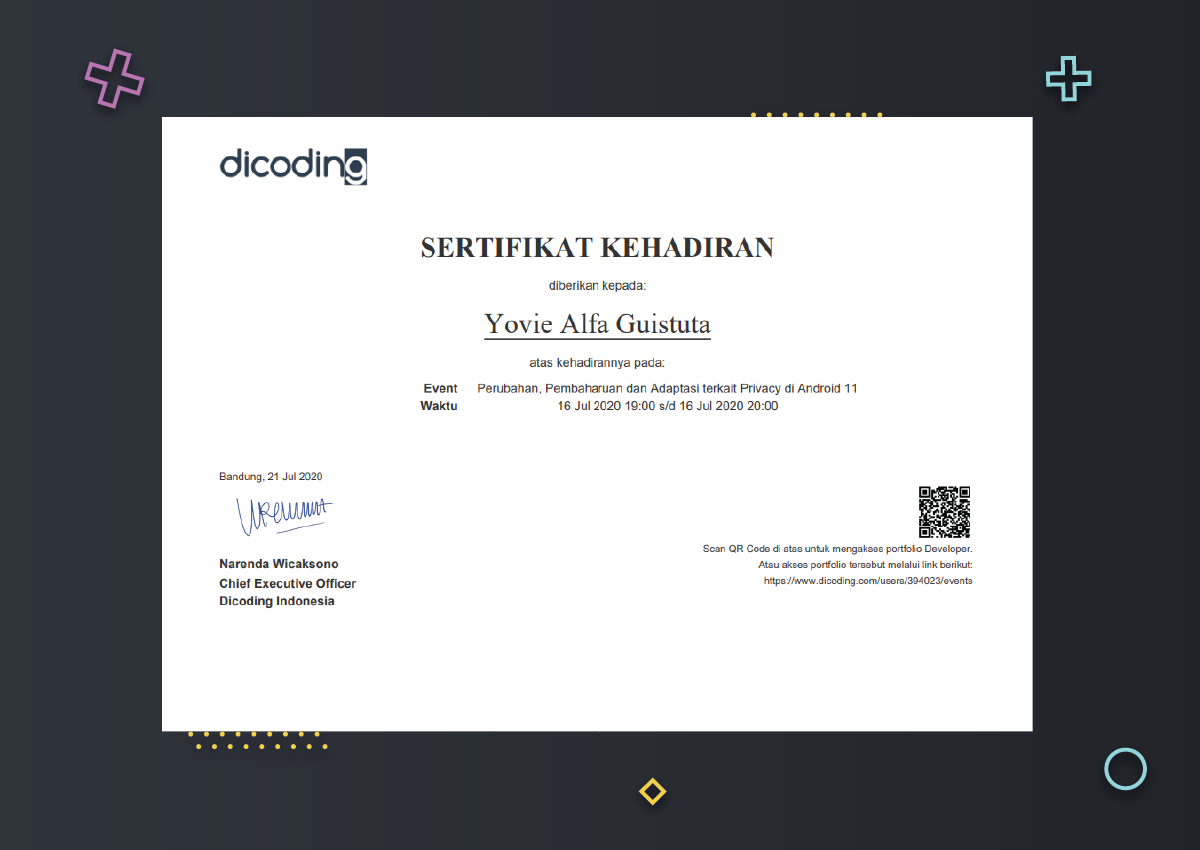 dicoding
SERTIFIKAT KEHADIRAN
diberikan kepada:
Yovie Alfa Guistuta
atas kehadirannya pada:
Event Perubahan, Pembaharuan dan Adaptasi terkait Privacy di Android 11
Waktu 16 Jul 2020 19:00 s/d 16 Jul 2020 20:00
Bandung, 21 Jul 2020
Narenda Wicaksono
Chief Executive Officer
Dicoding Indonesia
Scan QR Code di atas untuk mengakses portfolio Developer.
Atau akses portfolio tersebut melalui link berikut:
https://www.dicoding.com/users/394023/events